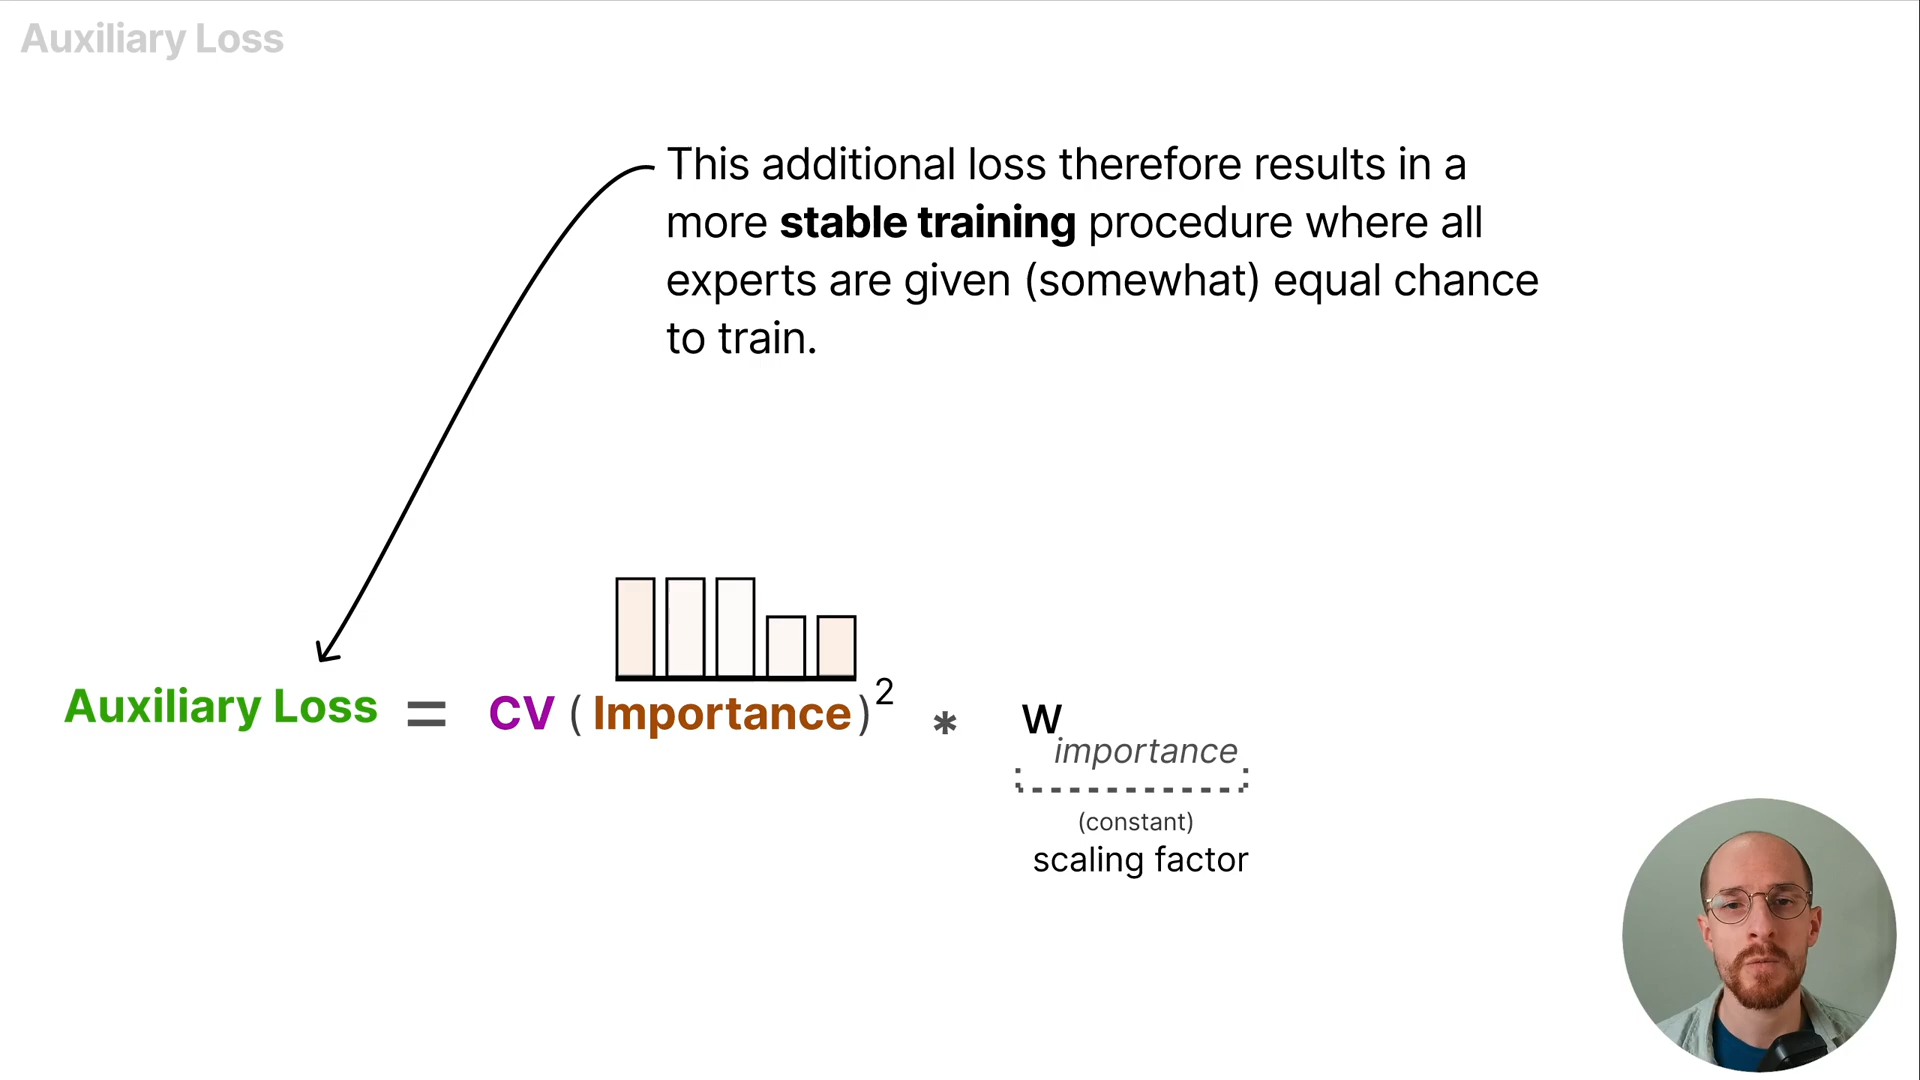 Auxiliary Loss
This additional loss therefore results in a
more stable training procedure where all
experts are given (somewhat) equal chance
to train.
Auxiliary Loss = CV ( Importance )² * w importance
(constant)
scaling factor